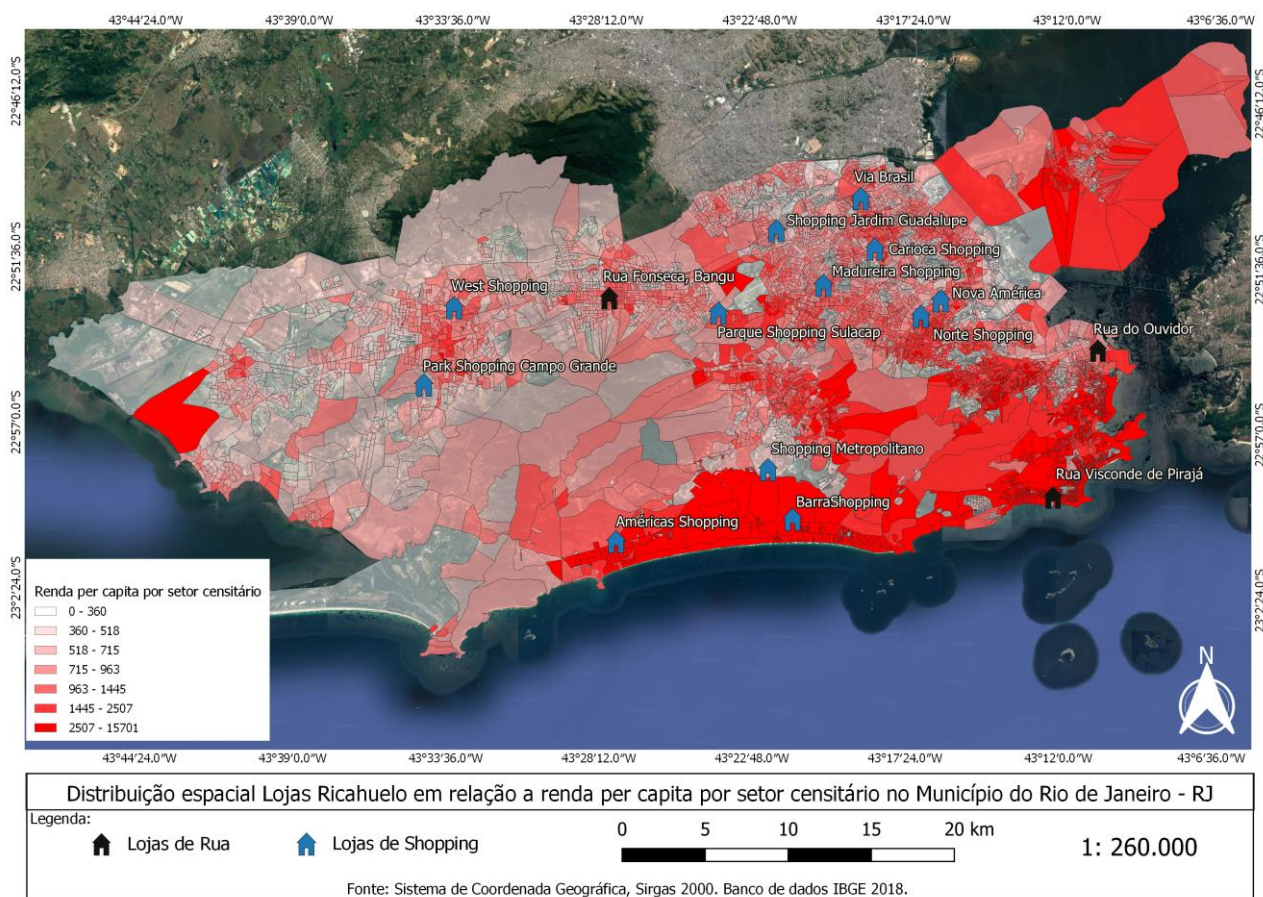 43°44'24.0"W 43°39'0.0"W 43°33'36.0"W 43°28'12.0"W 43°22'48.0"W 43°17'24.0"W 43°12'0.0"W 43°6'36.0"W
22°46'12.0"S 22°46'12.0"S
Via Brasil
Shopping Jardim Guadalupe
22°51'36.0"S 22°51'36.0"S
Carioca Shopping
Rua Fonseca, Bangu
Madureira Shopping
West Shopping
Nova América
Parque Shopping Sulacap
Norte Shopping
Rua do Ouvidor
Park Shopping Campo Grande
22°57'0.0"S 22°57'0.0"S
Shopping Metropolitano
Rua Visconde de Pirajá
BarraShopping
Américas Shopping
23°2'24.0"S 23°2'24.0"S
Renda per capita por setor censitário
0 - 360
360 - 518
518 - 715
715 - 963
963 - 1445
1445 - 2507
2507 - 15701
N
43°44'24.0"W 43°39'0.0"W 43°33'36.0"W 43°28'12.0"W 43°22'48.0"W 43°17'24.0"W 43°12'0.0"W 43°6'36.0"W
Distribuição espacial Lojas Ricahuelo em relação a renda per capita por setor censitário no Município do Rio de Janeiro - RJ
Legenda:
Lojas de Rua
Lojas de Shopping
0 5 10 15 20 km
1: 260.000
Fonte: Sistema de Coordenada Geográfica, Sirgas 2000. Banco de dados IBGE 2018.